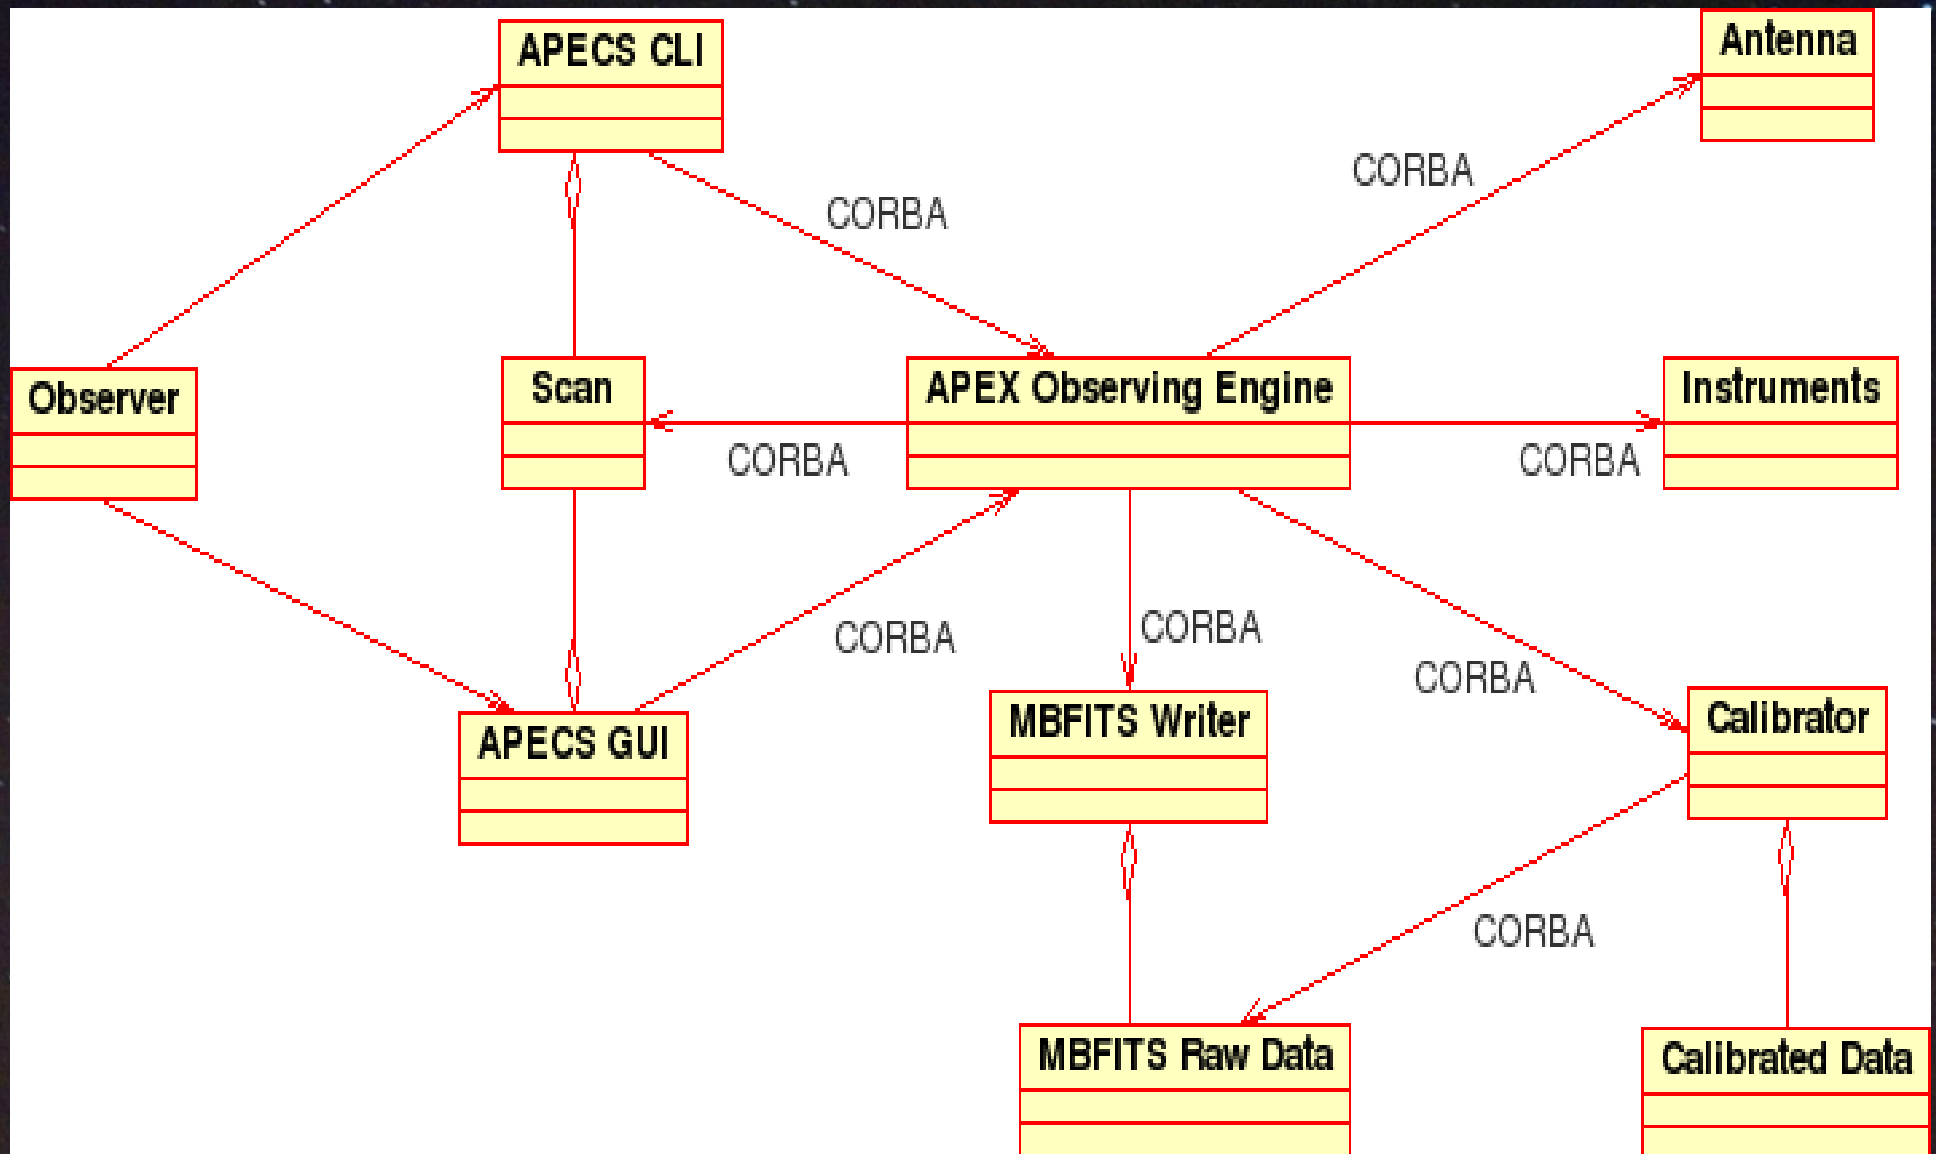 APECS CLI
Antenna
CORBA
CORBA
Observer
Scan
APEX Observing Engine
Instruments
CORBA
CORBA
CORBA
CORBA
CORBA
APECS GUI
MBFITS Writer
Calibrator
CORBA
MBFITS Raw Data
Calibrated Data